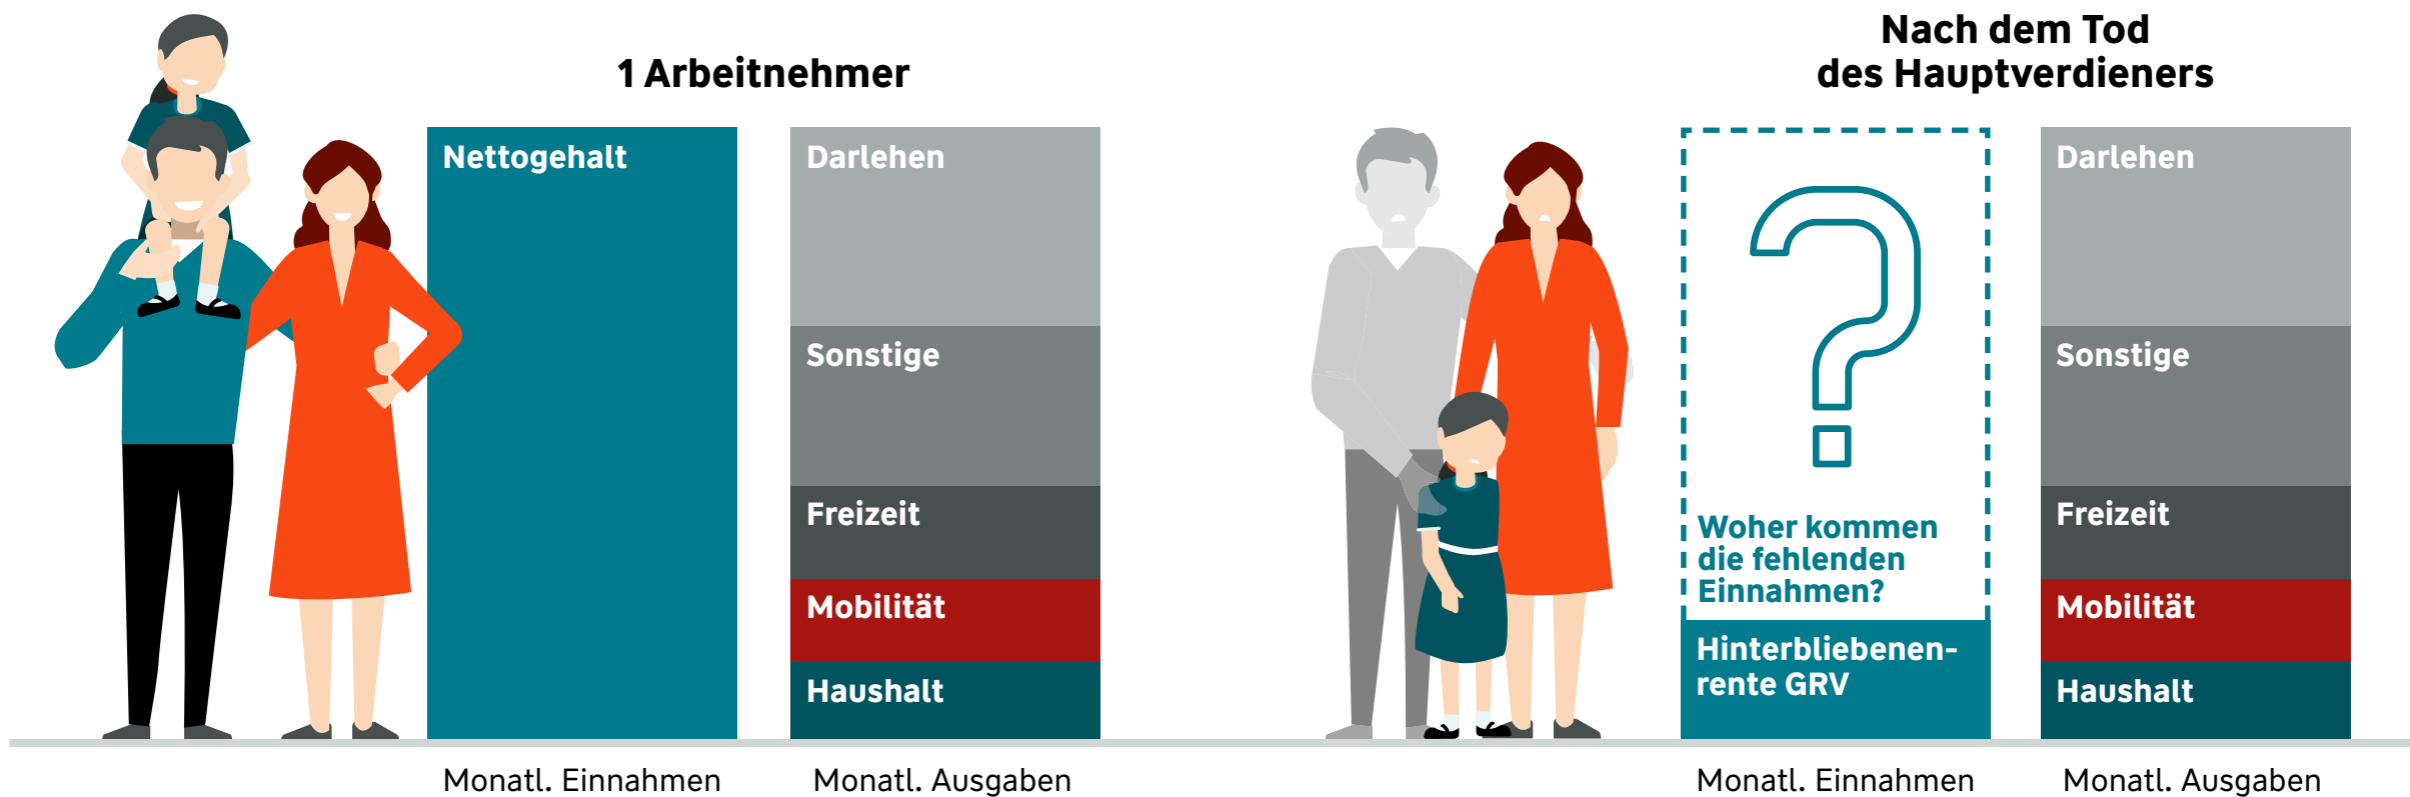 1 Arbeitnehmer
Nettogehalt
Darlehen
Sonstige
Freizeit
Mobilität
Haushalt
Monatl. Einnahmen
Monatl. Ausgaben
Nach dem Tod
des Hauptverdieners
Woher kommen
die fehlenden
Einnahmen?
Hinterbliebenen-
rente GRV
Darlehen
Sonstige
Freizeit
Mobilität
Haushalt
Monatl. Einnahmen
Monatl. Ausgaben